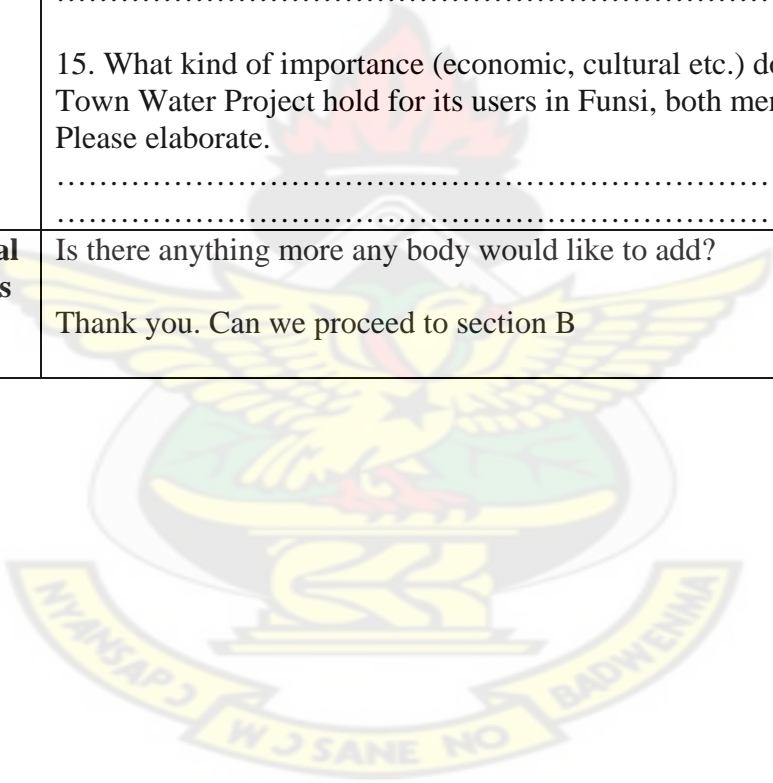 15. What kind of importance (economic, cultural etc.) do
Town Water Project hold for its users in Funsi, both
Please elaborate.
Is there anything more any body would like to add?
Thank you. Can we proceed to section B
NYANSAPƆ WƆSANE NO BADWENMA